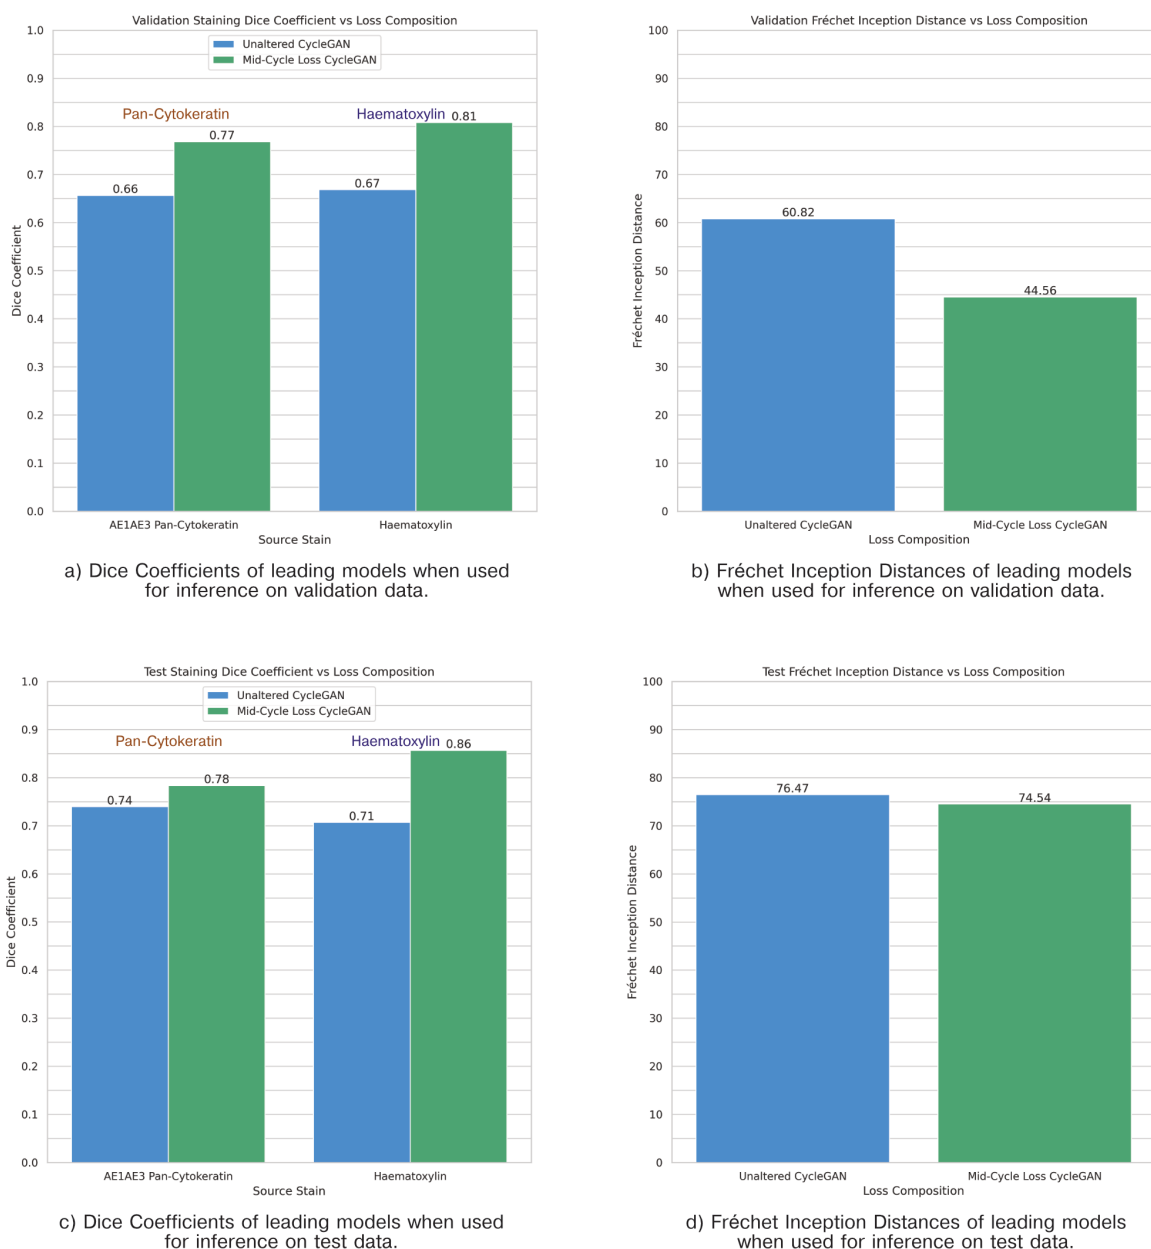 Validation Staining Dice Coefficient vs Loss Composition
1.0
0.9
0.8
0.7
0.6
0.5
0.4
0.3
0.2
0.1
0.0
Dice Coefficient
Unaltered CycleGAN
Mid-Cycle Loss CycleGAN
Pan-Cytokeratin
Haematoxylin
0.66
0.77
0.67
0.81
AE1AE3 Pan-Cytokeratin
Haematoxylin
Source Stain
a) Dice Coefficients of leading models when used
for inference on validation data.
Validation Fréchet Inception Distance vs Loss Composition
100
90
80
70
60
50
40
30
20
10
0
Fréchet Inception Distance
60.82
44.56
Unaltered CycleGAN
Mid-Cycle Loss CycleGAN
Loss Composition
b) Fréchet Inception Distances of leading models
when used for inference on validation data.
Test Staining Dice Coefficient vs Loss Composition
1.0
0.9
0.8
0.7
0.6
0.5
0.4
0.3
0.2
0.1
0.0
Dice Coefficient
Unaltered CycleGAN
Mid-Cycle Loss CycleGAN
Pan-Cytokeratin
Haematoxylin
0.74
0.78
0.71
0.86
AE1AE3 Pan-Cytokeratin
Haematoxylin
Source Stain
c) Dice Coefficients of leading models when used
for inference on test data.
Test Fréchet Inception Distance vs Loss Composition
100
90
80
70
60
50
40
30
20
10
0
Fréchet Inception Distance
76.47
74.54
Unaltered CycleGAN
Mid-Cycle Loss CycleGAN
Loss Composition
d) Fréchet Inception Distances of leading models
when used for inference on test data.